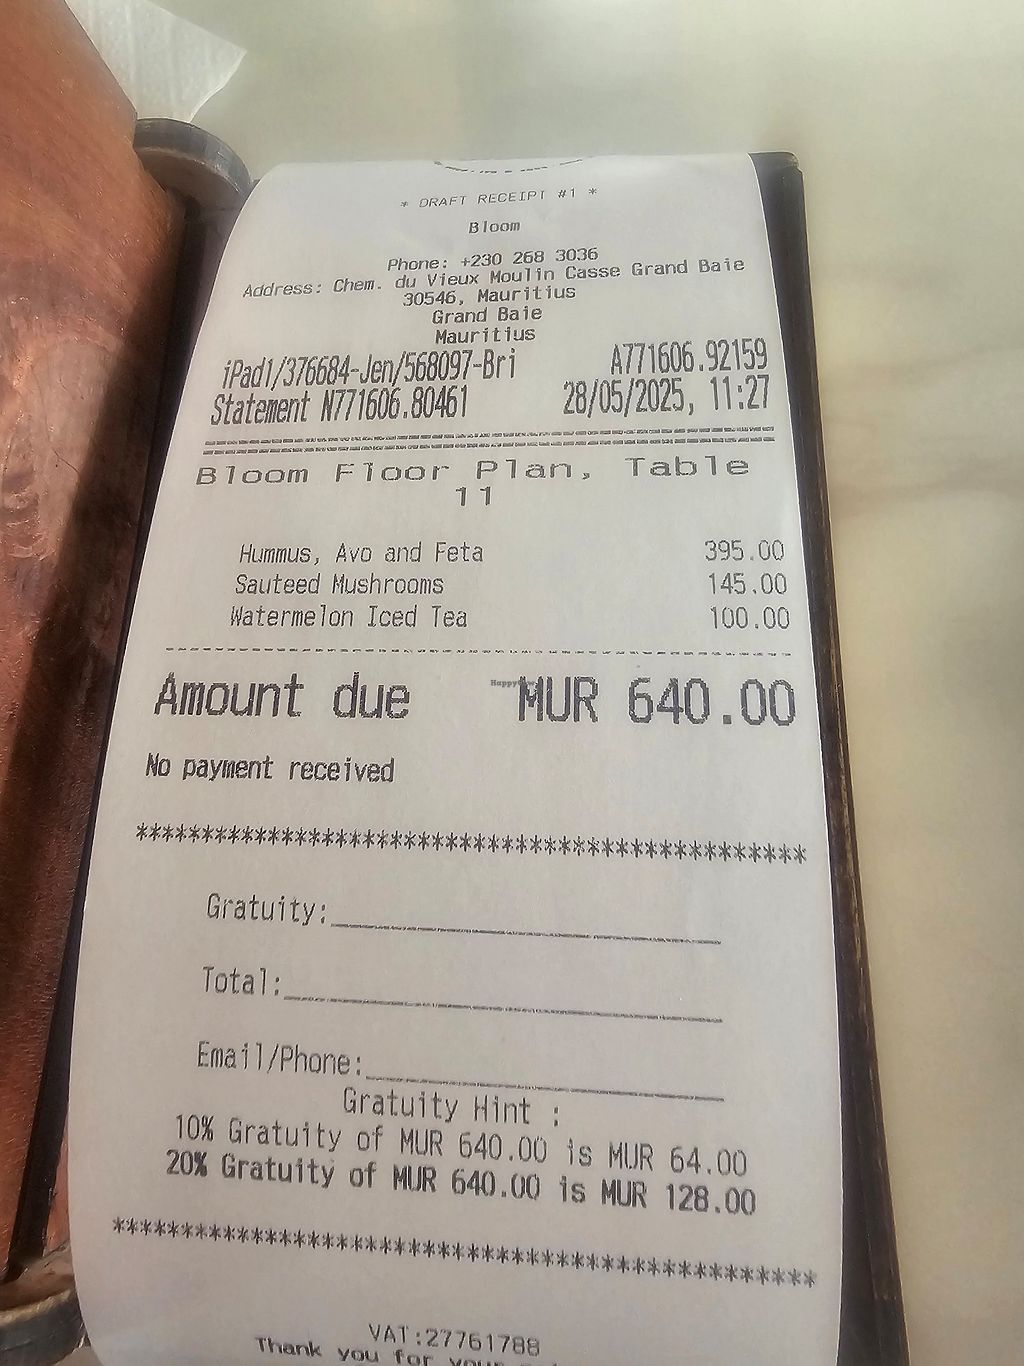 * DRAFT RECEIPT #1 *
Bloom
Phone: +230 268 3036
Address: Chem. du Vieux Moulin Casse Grand Baie
30546, Mauritius
Grand Baie
Mauritius
iPad1/376684-Jen/568097-Bri A771606.92159
Statement N771606.80461 28/05/2025, 11:27
Bloom Floor Plan, Table
11
Hummus, Avo and Feta 395.00
Sauteed Mushrooms 145.00
Watermelon Iced Tea 100.00
Amount due MUR 640.00
No payment received
*****************************************************
Gratuity:
Total:
Email/Phone:
Gratuity Hint :
10% Gratuity of MUR 640.00 is MUR 64.00
20% Gratuity of MUR 640.00 is MUR 128.00
*****************************************************
VAT:27761788
Thank you for your